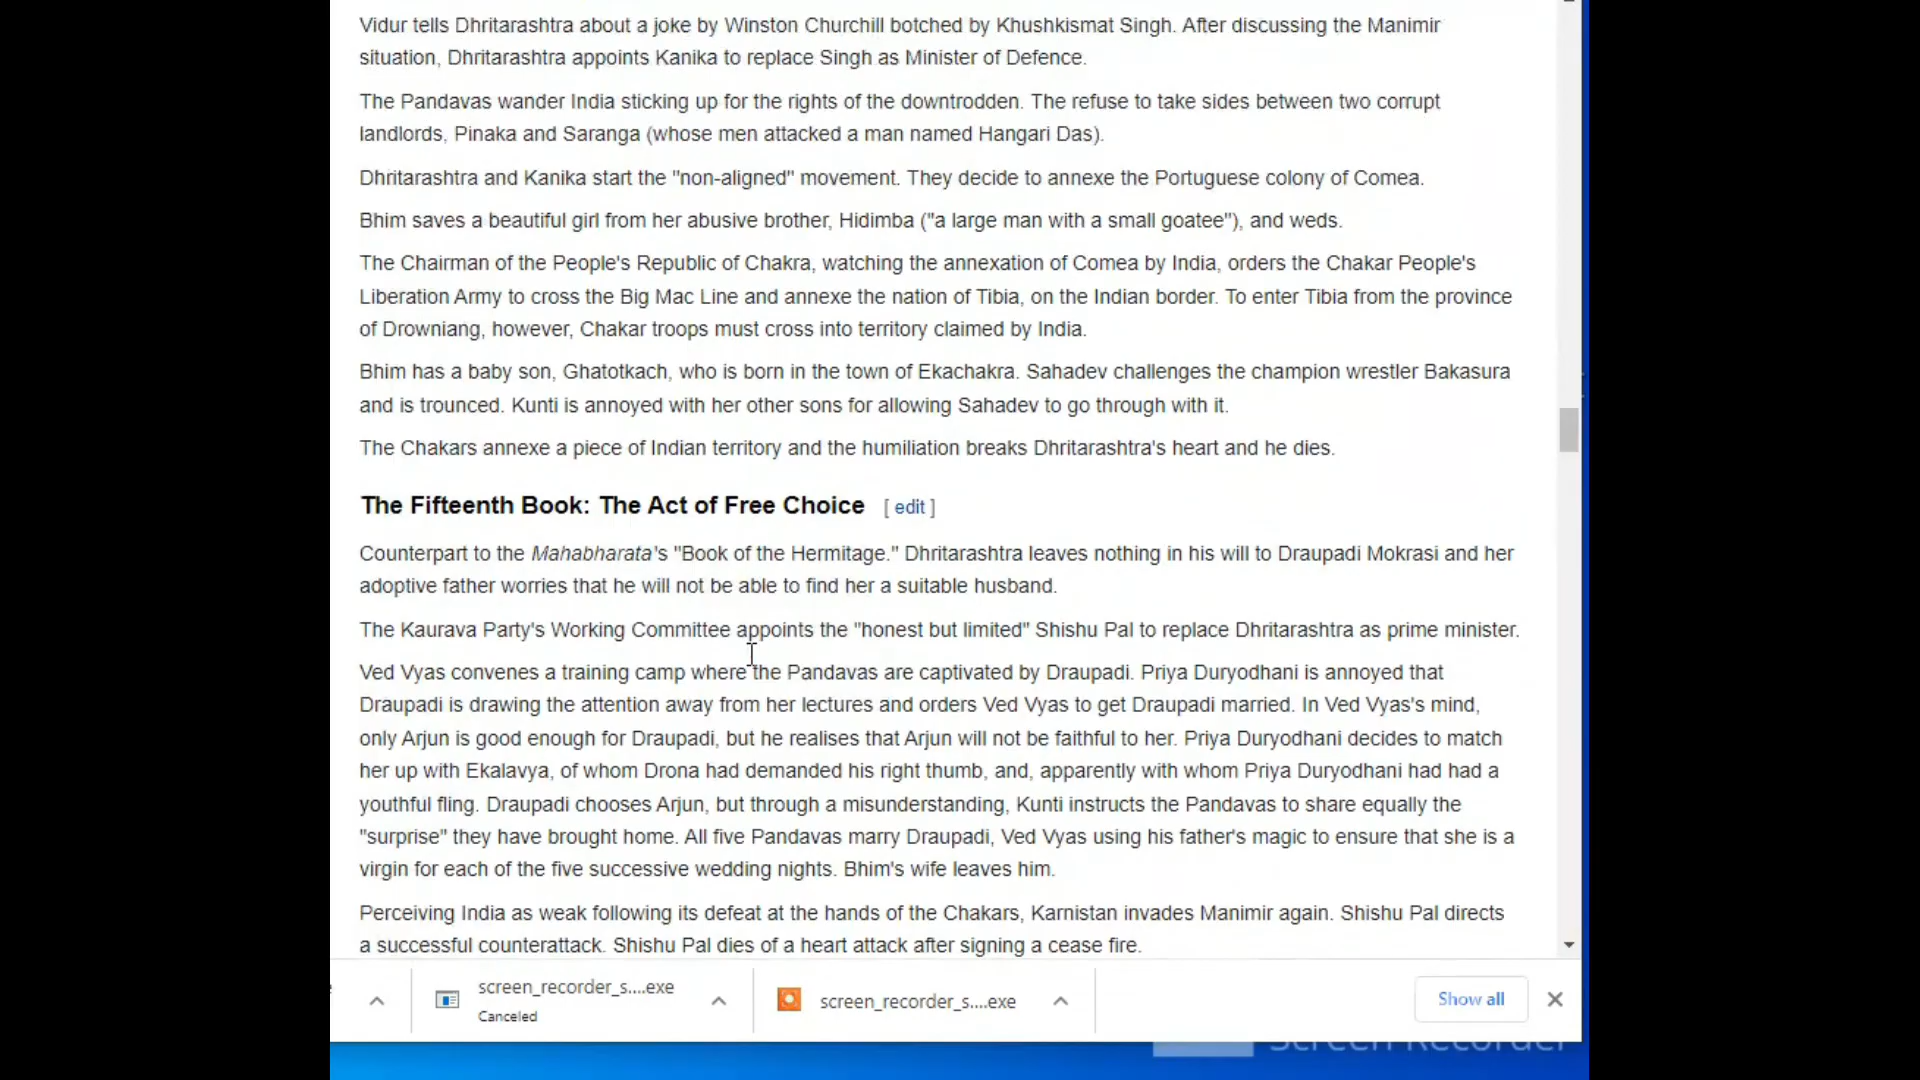 Vidur tells Dhritarashtra about a joke by Winston Churchill botched by Khushkismat Singh. After discussing the Manimir
situation, Dhritarashtra appoints Kanika to replace Singh as Minister of Defence.
The Pandavas wander India sticking up for the rights of the downtrodden. The refuse to take sides between two corrupt
landlords, Pinaka and Saranga (whose men attacked a man named Hangari Das).
Dhritarashtra and Kanika start the "non-aligned" movement. They decide to annexe the Portuguese colony of Comea.
Bhim saves a beautiful girl from her abusive brother, Hidimba ("a large man with a small goatee"), and weds.
The Chairman of the People's Republic of Chakra, watching the annexation of Comea by India, orders the Chakar People's
Liberation Army to cross the Big Mac Line and annexe the nation of Tibia, on the Indian border. To enter Tibia from the province
of Drowniang, however, Chakar troops must cross into territory claimed by India.
Bhim has a baby son, Ghatotkach, who is born in the town of Ekachakra. Sahadev challenges the champion wrestler Bakasura
and is trounced. Kunti is annoyed with her other sons for allowing Sahadev to go through with it.
The Chakars annexe a piece of Indian territory and the humiliation breaks Dhritarashtra's heart and he dies.
The Fifteenth Book: The Act of Free Choice [ edit ]
Counterpart to the Mahabharata's "Book of the Hermitage." Dhritarashtra leaves nothing in his will to Draupadi Mokrasi and her
adoptive father worries that he will not be able to find her a suitable husband.
The Kaurava Party's Working Committee appoints the "honest but limited" Shishu Pal to replace Dhritarashtra as prime minister.
Ved Vyas convenes a training camp where the Pandavas are captivated by Draupadi. Priya Duryodhani is annoyed that
Draupadi is drawing the attention away from her lectures and orders Ved Vyas to get Draupadi married. In Ved Vyas's mind,
only Arjun is good enough for Draupadi, but he realises that Arjun will not be faithful to her. Priya Duryodhani decides to match
her up with Ekalavya, of whom Drona had demanded his right thumb, and, apparently with whom Priya Duryodhani had had a
youthful fling. Draupadi chooses Arjun, but through a misunderstanding, Kunti instructs the Pandavas to share equally the
"surprise" they have brought home. All five Pandavas marry Draupadi, Ved Vyas using his father's magic to ensure that she is a
virgin for each of the five successive wedding nights. Bhim's wife leaves him.
Perceiving India as weak following its defeat at the hands of the Chakars, Karnistan invades Manimir again. Shishu Pal directs
a successful counterattack. Shishu Pal dies of a heart attack after signing a cease fire.
screen_recorder_s....exe
Canceled
screen_recorder_s....exe
Show all
Screen Recorder